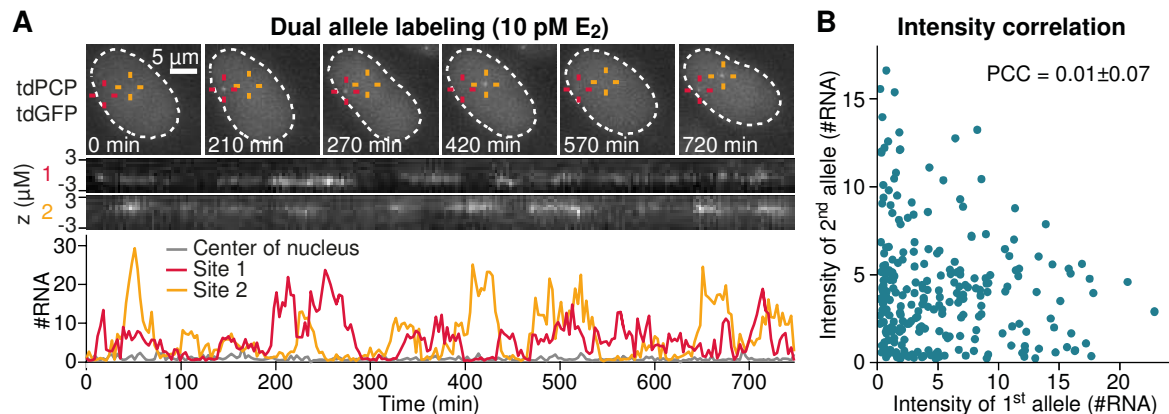 A
Dual allele labeling (10 pM E2)
tdPCP
tdGFP
5 µm
0 min
210 min
270 min
420 min
570 min
720 min
z (µM)
3
1
-3
3
2
-3
#RNA
30
20
10
0
Center of nucleus
Site 1
Site 2
0 100 200 300 400 500 600 700
Time (min)
B
Intensity correlation
PCC = 0.01±0.07
Intensity of 2nd allele (#RNA)
15
10
5
0
0 5 10 15 20
Intensity of 1st allele (#RNA)